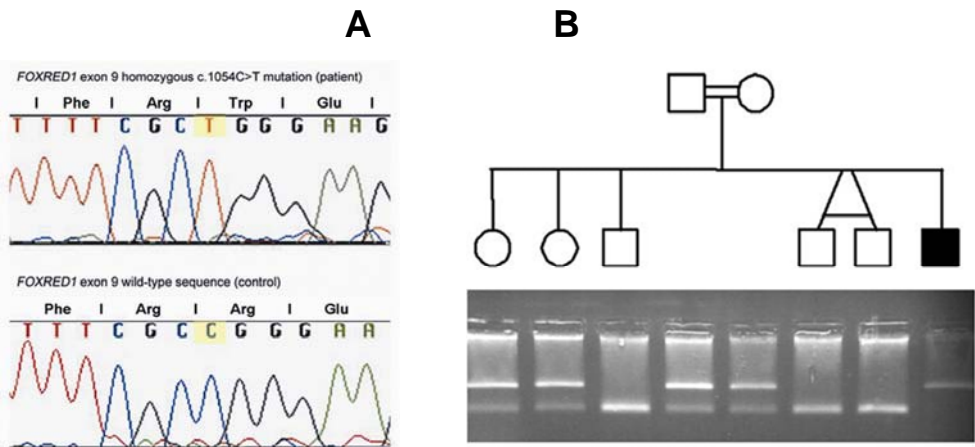 A
B
FOXRED1 exon 9 homozygous c.1054C>T mutation (patient)
I Phe I Arg I Trp I Glu I
T T T T C G C T G G G A A G
FOXRED1 exon 9 wild-type sequence (control)
Phe I Arg I Arg I Glu
T T T C G C C G G G A A